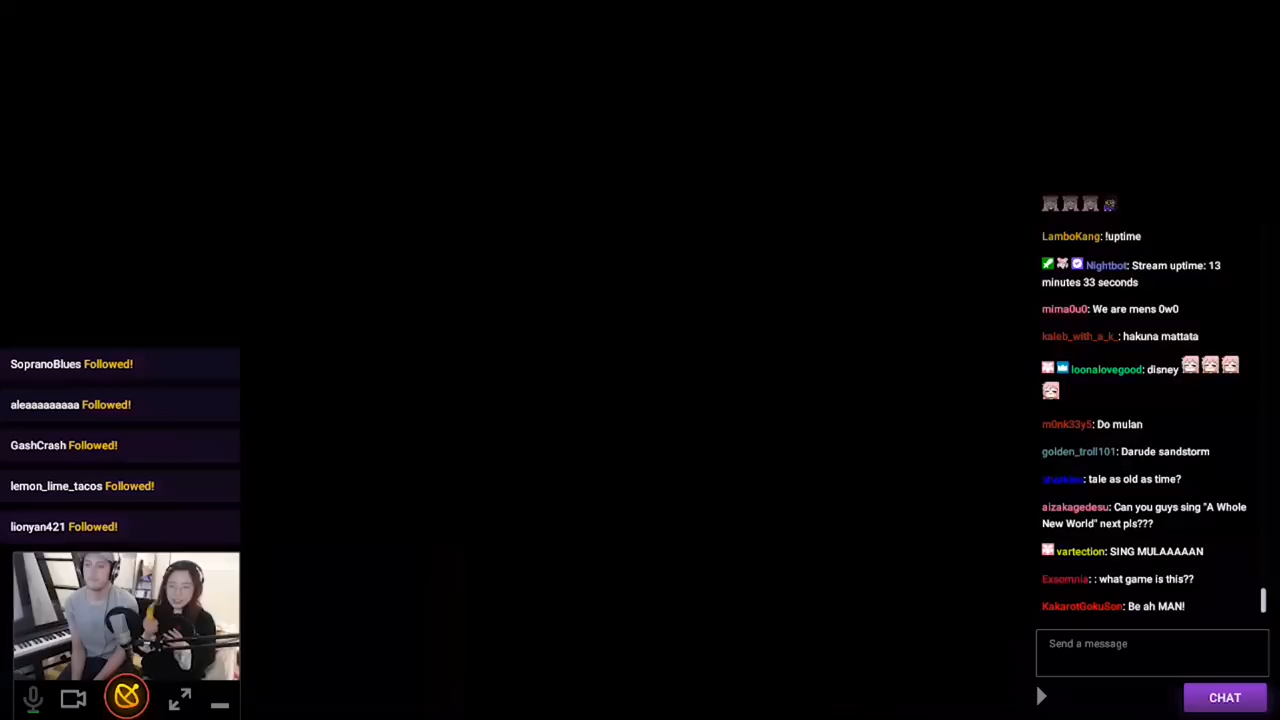 LamboKang: !uptime
Nightbot: Stream uptime: 13
minutes 33 seconds
mima0u0: We are mens 0w0
kaleb_with_a_k_: hakuna mattata
loonalovegood: disney
m0nk33y5: Do mulan
golden_troll101: Darude sandstorm
: tale as old as time?
aizakagedesu: Can you guys sing "A Whole
New World" next pls???
vartection: SING MULAAAAAN
Exsomnia: : what game is this??
KakarotGokuSon: Be ah MAN!
Send a message
CHAT
SopranoBlues Followed!
aleaaaaaaaaa Followed!
GashCrash Followed!
lemon_lime_tacos Followed!
lionyan421 Followed!